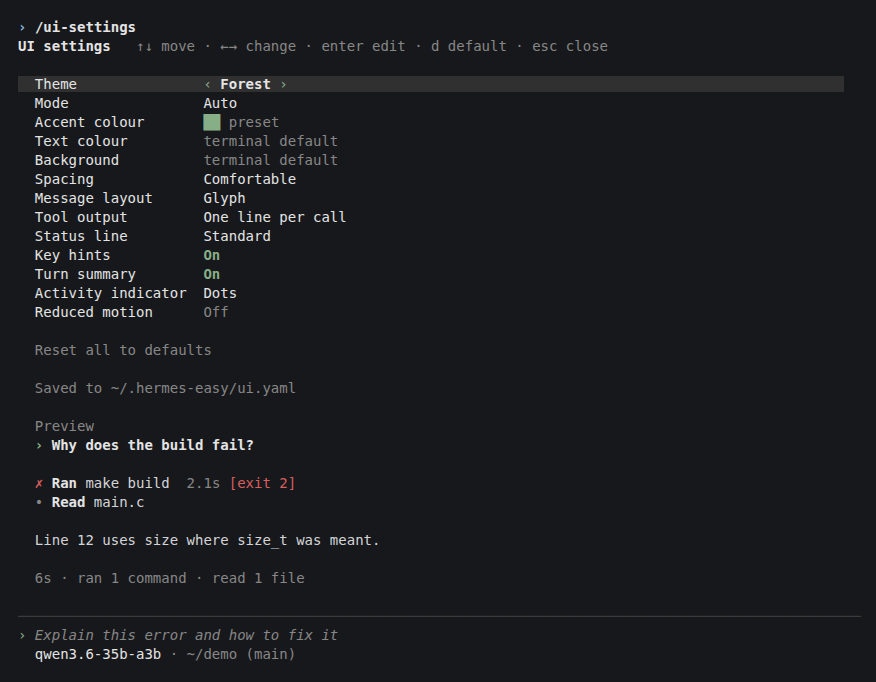 › /ui-settings
UI settings   ↑↓ move · ←→ change · enter edit · d default · esc close
Theme               ‹ Forest ›
Mode                Auto
Accent colour       ██ preset
Text colour         terminal default
Background          terminal default
Spacing             Comfortable
Message layout      Glyph
Tool output         One line per call
Status line         Standard
Key hints           On
Turn summary        On
Activity indicator  Dots
Reduced motion      Off
Reset all to defaults
Saved to ~/.hermes-easy/ui.yaml
Preview
› Why does the build fail?
✗ Ran make build  2.1s [exit 2]
• Read main.c
Line 12 uses size where size_t was meant.
6s · ran 1 command · read 1 file
› Explain this error and how to fix it
qwen3.6-35b-a3b · ~/demo (main)